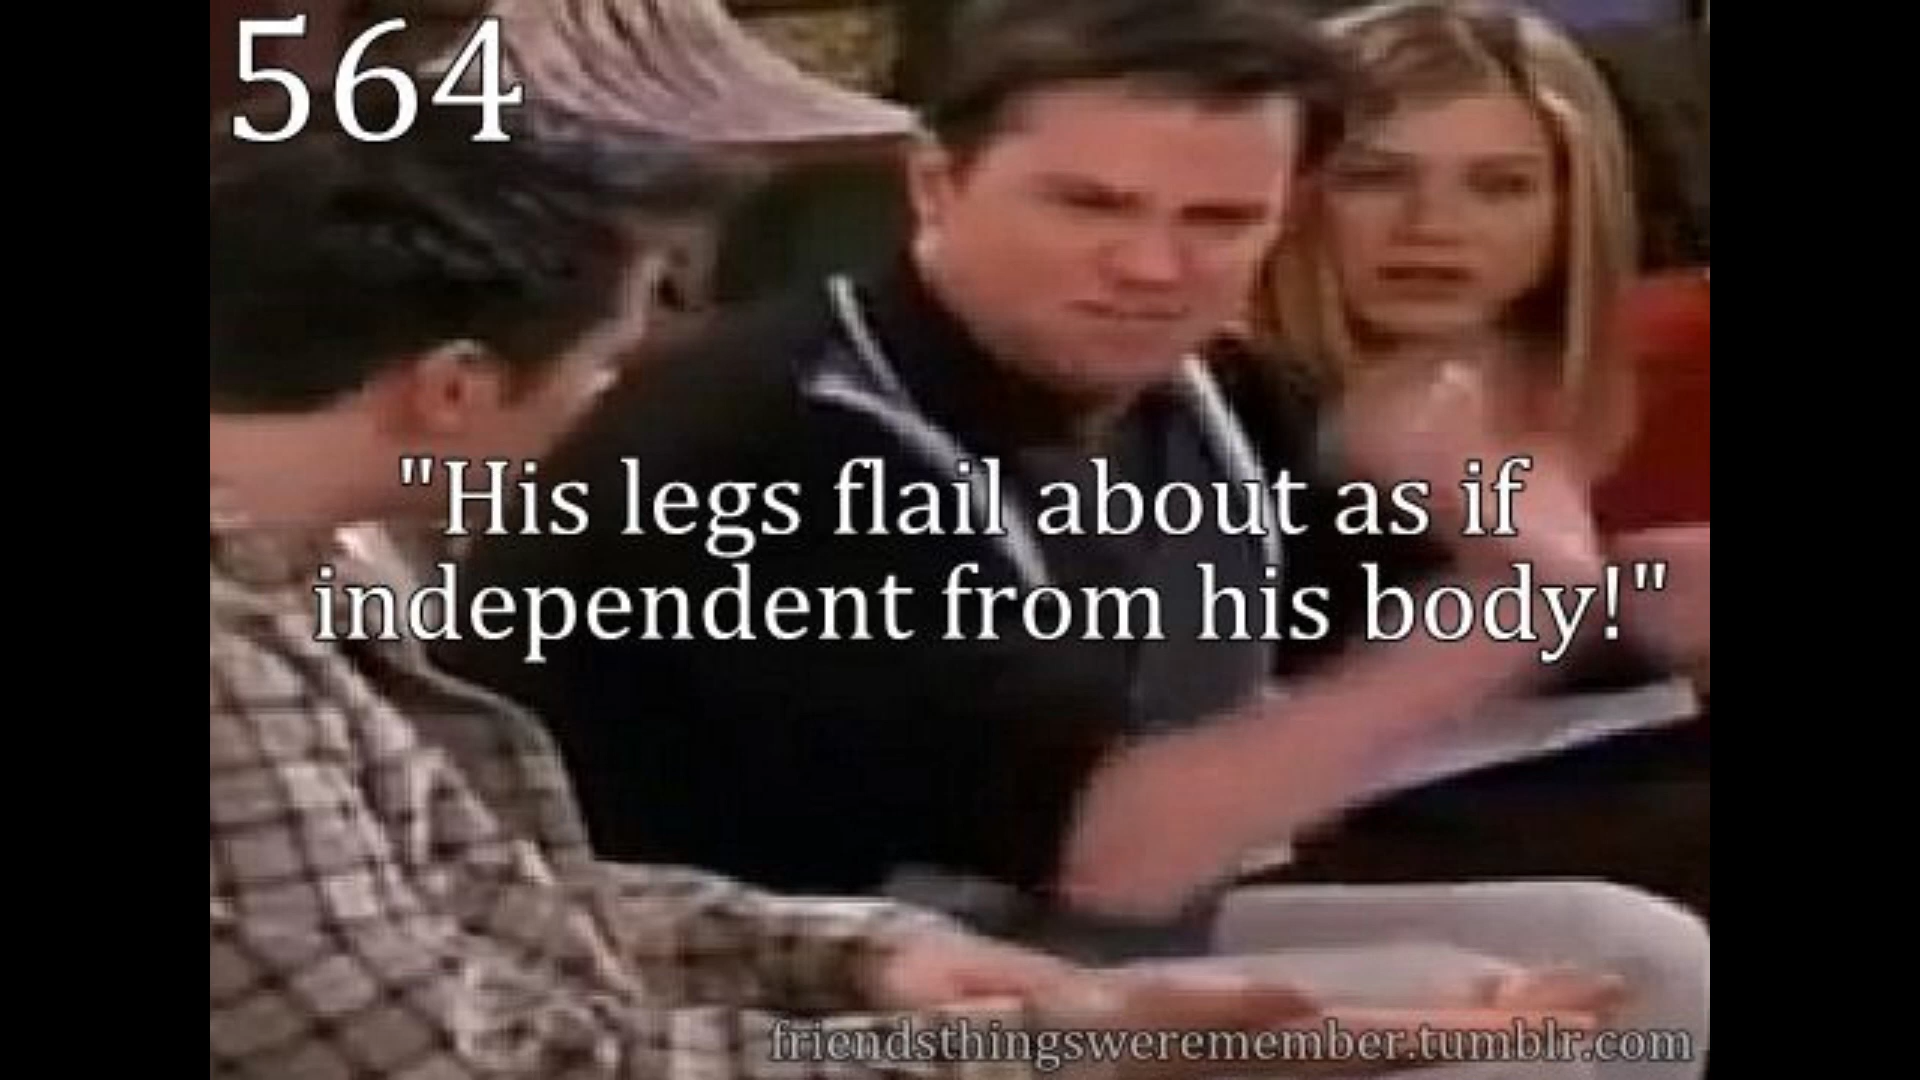 564
"His legs flail about as if
independent from his body!"
friendsthingsweremember.tumblr.com